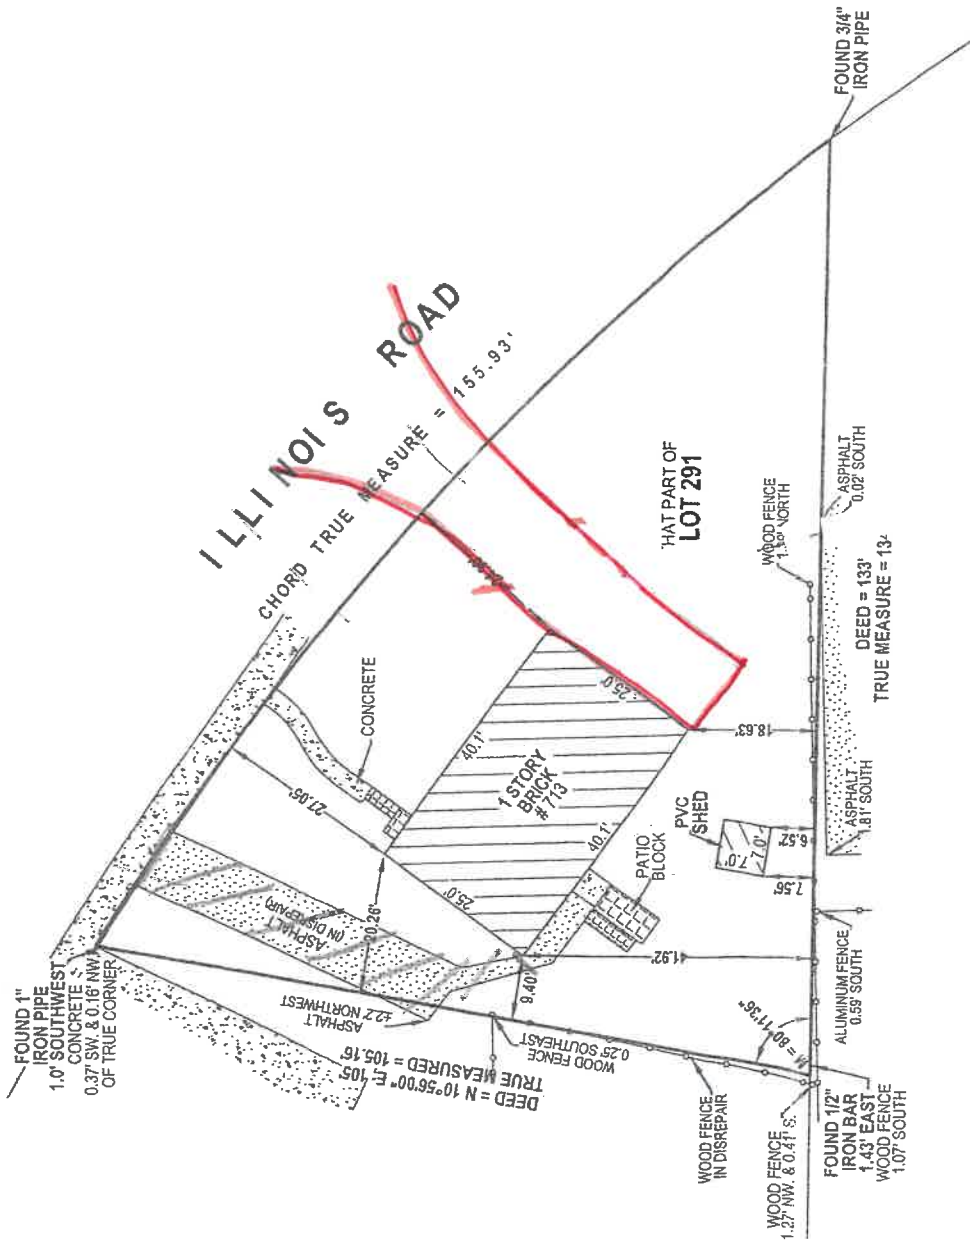 FOUND 1"
IRON PIPE
1.0' SOUTHWEST
CONCRETE
0.37' SW. & 0.16' NW.
OF TRUE CORNER
ILLINOIS ROAD
CHORD TRUE MEASURE = 155.93'
CONCRETE
27.05'
ASPHALT
(IN DISREPAIR)
20.26'
40.1'
25.0'
1 STORY
BRICK
# 713
25.0'
40.1'
ASPHALT
±2.2' NORTHWEST
DEED = N 10°56'00" E, 105'
TRUE MEASURED = 105.16'
9.40'
WOOD FENCE
0.25' SOUTHEAST
PATIO
BLOCK
41.92'
PVC
SHED
7.0'
7.0'
7.56'
6.52'
18.63'
HAT PART OF
LOT 291
WOOD FENCE
NORTH
ASPHALT
0.02' SOUTH
DEED = 133'
TRUE MEASURE = 134
ASPHALT
1.81' SOUTH
ALUMINUM FENCE
0.59' SOUTH
M = 80°11'36"
WOOD FENCE
IN DISREPAIR
WOOD FENCE
1.27' NW. & 0.41' S.
FOUND 1/2"
IRON BAR
1.43' EAST
WOOD FENCE
1.07' SOUTH
FOUND 3/4"
IRON PIPE